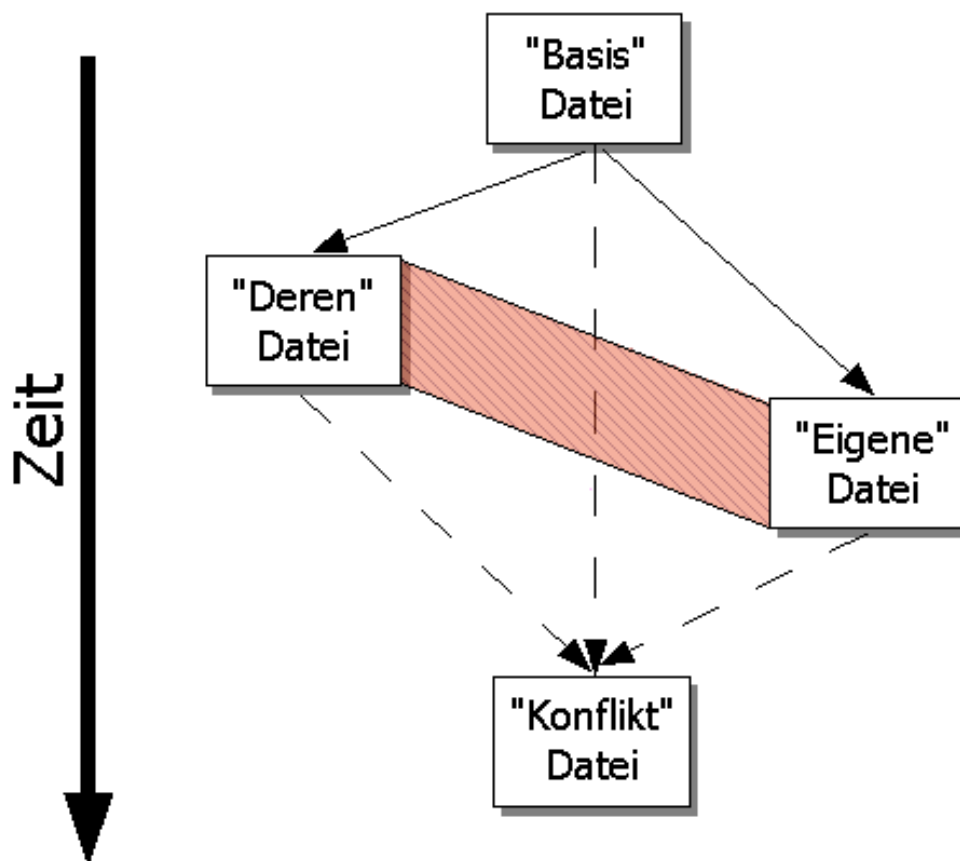 "Basis"
Datei
"Deren"
Datei
Zeit
"Eigene"
Datei
"Konflikt"
Datei